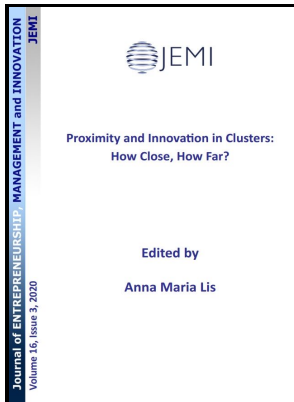 Journal of ENTREPRENEURSHIP, MANAGEMENT and INNOVATION
JEMI
Volume 16, Issue 3, 2020
JEMI
Proximity and Innovation in Clusters:
How Close, How Far?
Edited by
Anna Maria Lis